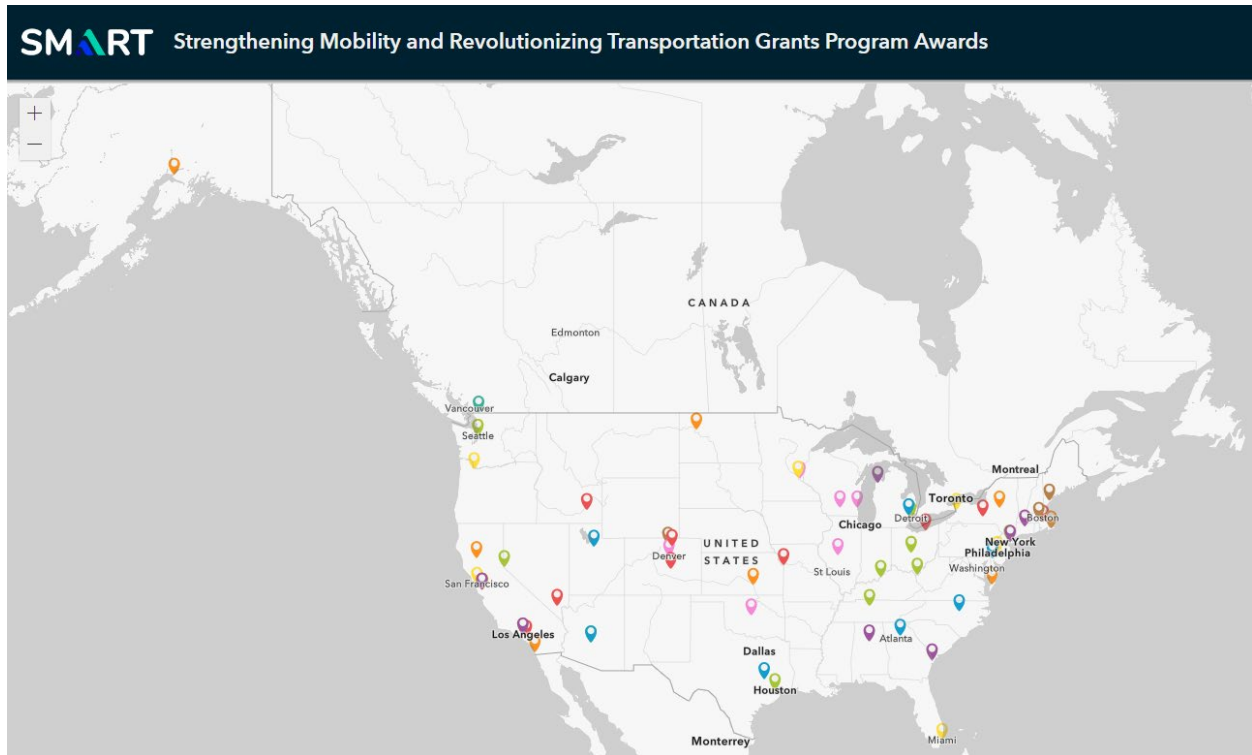 SMART Strengthening Mobility and Revolutionizing Transportation Grants Program Awards
+
−
CANADA
Edmonton
Calgary
Vancouver
Seattle
Montreal
Toronto
Boston
Detroit
Chicago
New York
Philadelphia
UNITED
STATES
Denver
Washington
St Louis
San Francisco
Los Angeles
Atlanta
Dallas
Houston
Miami
Monterrey